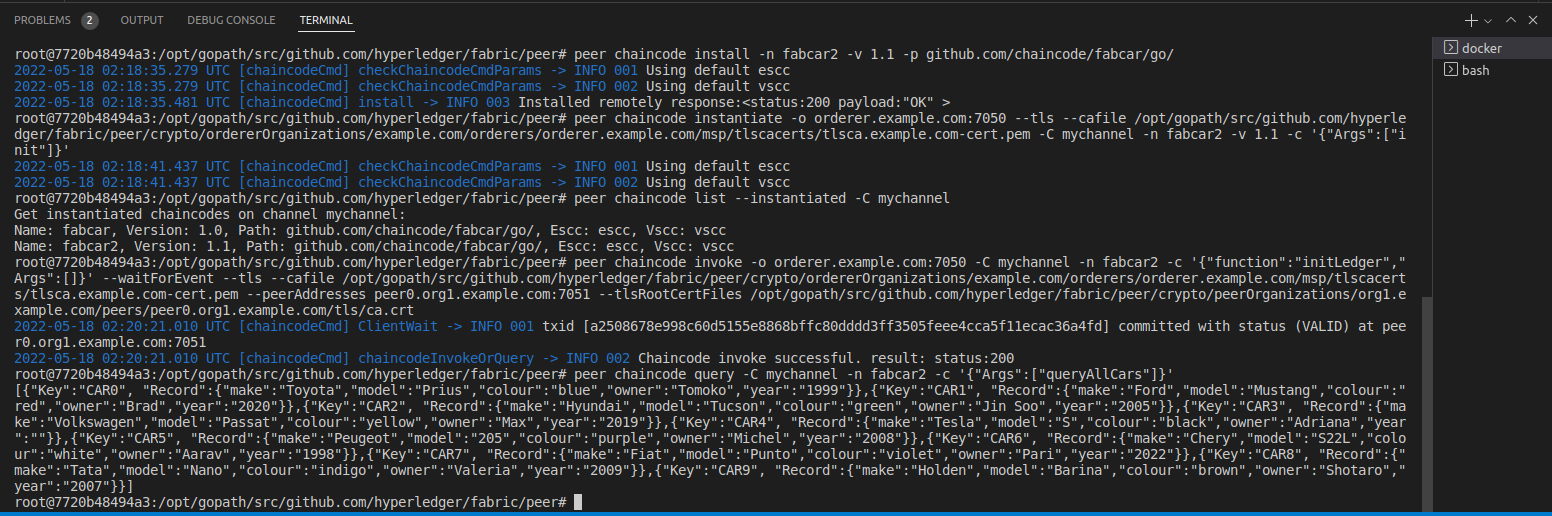 PROBLEMS 2 OUTPUT DEBUG CONSOLE TERMINAL
docker
bash
root@7720b48494a3:/opt/gopath/src/github.com/hyperledger/fabric/peer# peer chaincode install -n fabcar2 -v 1.1 -p github.com/chaincode/fabcar/go/
2022-05-18 02:18:35.279 UTC [chaincodeCmd] checkChaincodeCmdParams -> INFO 001 Using default escc
2022-05-18 02:18:35.279 UTC [chaincodeCmd] checkChaincodeCmdParams -> INFO 002 Using default vscc
2022-05-18 02:18:35.481 UTC [chaincodeCmd] install -> INFO 003 Installed remotely response:<status:200 payload:"OK" >
root@7720b48494a3:/opt/gopath/src/github.com/hyperledger/fabric/peer# peer chaincode instantiate -o orderer.example.com:7050 --tls --cafile /opt/gopath/src/github.com/hyperle
dger/fabric/peer/crypto/ordererOrganizations/example.com/orderers/orderer.example.com/msp/tlscacerts/tlsca.example.com-cert.pem -C mychannel -n fabcar2 -v 1.1 -c '{"Args":["i
nit"]}'
2022-05-18 02:18:41.437 UTC [chaincodeCmd] checkChaincodeCmdParams -> INFO 001 Using default escc
2022-05-18 02:18:41.437 UTC [chaincodeCmd] checkChaincodeCmdParams -> INFO 002 Using default vscc
root@7720b48494a3:/opt/gopath/src/github.com/hyperledger/fabric/peer# peer chaincode list --instantiated -C mychannel
Get instantiated chaincodes on channel mychannel:
Name: fabcar, Version: 1.0, Path: github.com/chaincode/fabcar/go/, Escc: escc, Vscc: vscc
Name: fabcar2, Version: 1.1, Path: github.com/chaincode/fabcar/go/, Escc: escc, Vscc: vscc
root@7720b48494a3:/opt/gopath/src/github.com/hyperledger/fabric/peer# peer chaincode invoke -o orderer.example.com:7050 -C mychannel -n fabcar2 -c '{"function":"initLedger","
Args":[]}' --waitForEvent --tls --cafile /opt/gopath/src/github.com/hyperledger/fabric/peer/crypto/ordererOrganizations/example.com/orderers/orderer.example.com/msp/tlscacert
s/tlsca.example.com-cert.pem --peerAddresses peer0.org1.example.com:7051 --tlsRootCertFiles /opt/gopath/src/github.com/hyperledger/fabric/peer/crypto/peerOrganizations/org1.e
xample.com/peers/peer0.org1.example.com/tls/ca.crt
2022-05-18 02:20:21.010 UTC [chaincodeCmd] ClientWait -> INFO 001 txid [a2508678e998c60d5155e8868bffc80dddd3ff3505feee4cca5f11ecac36a4fd] committed with status (VALID) at pee
r0.org1.example.com:7051
2022-05-18 02:20:21.010 UTC [chaincodeCmd] chaincodeInvokeOrQuery -> INFO 002 Chaincode invoke successful. result: status:200
root@7720b48494a3:/opt/gopath/src/github.com/hyperledger/fabric/peer# peer chaincode query -C mychannel -n fabcar2 -c '{"Args":["queryAllCars"]}'
[{"Key":"CAR0", "Record":{"make":"Toyota","model":"Prius","colour":"blue","owner":"Tomoko","year":"1999"}},{"Key":"CAR1", "Record":{"make":"Ford","model":"Mustang","colour":"
red","owner":"Brad","year":"2020"}},{"Key":"CAR2", "Record":{"make":"Hyundai","model":"Tucson","colour":"green","owner":"Jin Soo","year":"2005"}},{"Key":"CAR3", "Record":{"ma
ke":"Volkswagen","model":"Passat","colour":"yellow","owner":"Max","year":"2019"}},{"Key":"CAR4", "Record":{"make":"Tesla","model":"S","colour":"black","owner":"Adriana","year
":""}},{"Key":"CAR5", "Record":{"make":"Peugeot","model":"205","colour":"purple","owner":"Michel","year":"2008"}},{"Key":"CAR6", "Record":{"make":"Chery","model":"S22L","colo
ur":"white","owner":"Aarav","year":"1998"}},{"Key":"CAR7", "Record":{"make":"Fiat","model":"Punto","colour":"violet","owner":"Pari","year":"2022"}},{"Key":"CAR8", "Record":{"
make":"Tata","model":"Nano","colour":"indigo","owner":"Valeria","year":"2009"}},{"Key":"CAR9", "Record":{"make":"Holden","model":"Barina","colour":"brown","owner":"Shotaro","
year":"2007"}}]
root@7720b48494a3:/opt/gopath/src/github.com/hyperledger/fabric/peer#